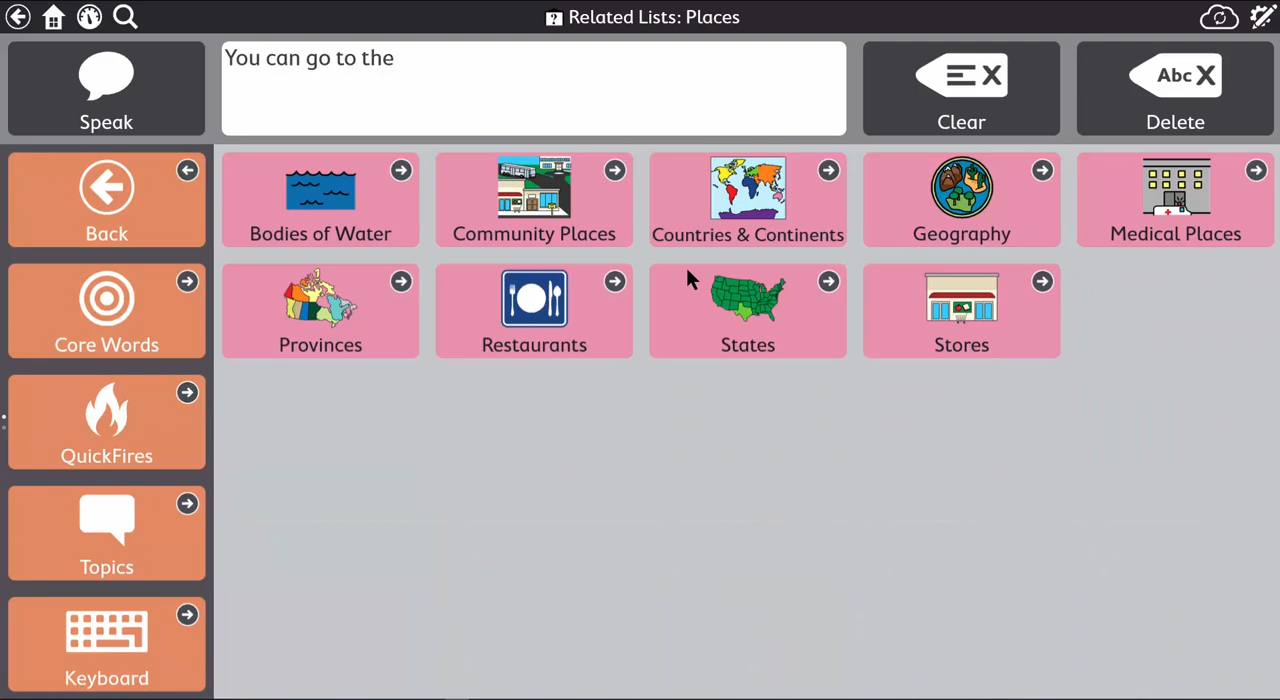 Related Lists: Places
Speak
You can go to the
Clear
Abc X
Delete
Back
Bodies of Water
Community Places
Countries & Continents
Geography
Medical Places
Core Words
Provinces
Restaurants
States
Stores
QuickFires
Topics
Keyboard